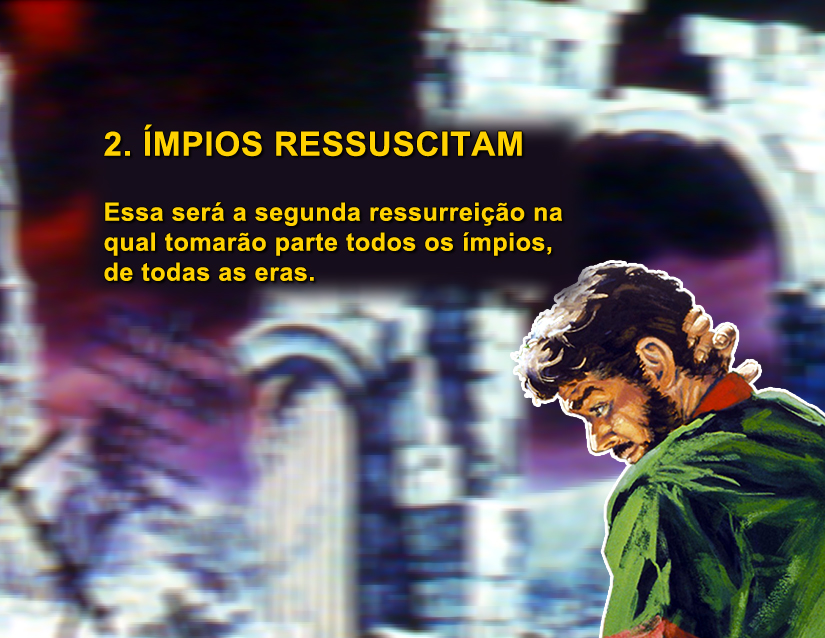 2. ÍMPIOS RESSUSCITAM
Essa será a segunda ressurreição na
qual tomarão parte todos os ímpios,
de todas as eras.